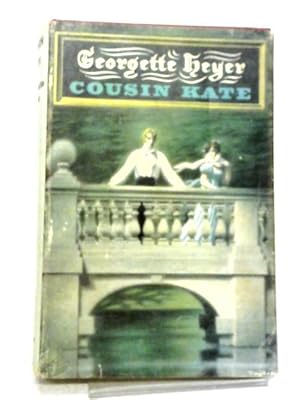 Georgette Heyer
COUSIN KATE